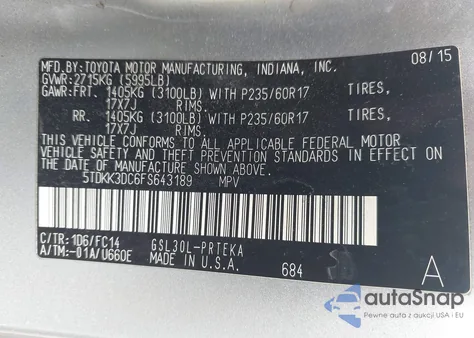 MFD.BY:TOYOTA MOTOR MANUFACTURING, INDIANA, INC. 08/15
GVWR:2715KG (5995LB)
GAWR:FRT. 1405KG (3100LB) WITH P235/60R17 TIRES,
17X7J RIMS.
RR. 1405KG (3100LB) WITH P235/60R17 TIRES,
17X7J RIMS.
THIS VEHICLE CONFORMS TO ALL APPLICABLE FEDERAL MOTOR
VEHICLE SAFETY AND BUMPER STANDARDS IN EFFECT ON
THE DATE OF MANUFACTURE SHOWN ABOVE.
5TDKK3DC6FS643189 MPV
C/TR:1D6/FC14 GSL30L-PRTEKA
A/TM:-01A/U660E MADE IN U.S.A. 684 A
autoSnap
Pewne auta z aukcji USA i EU